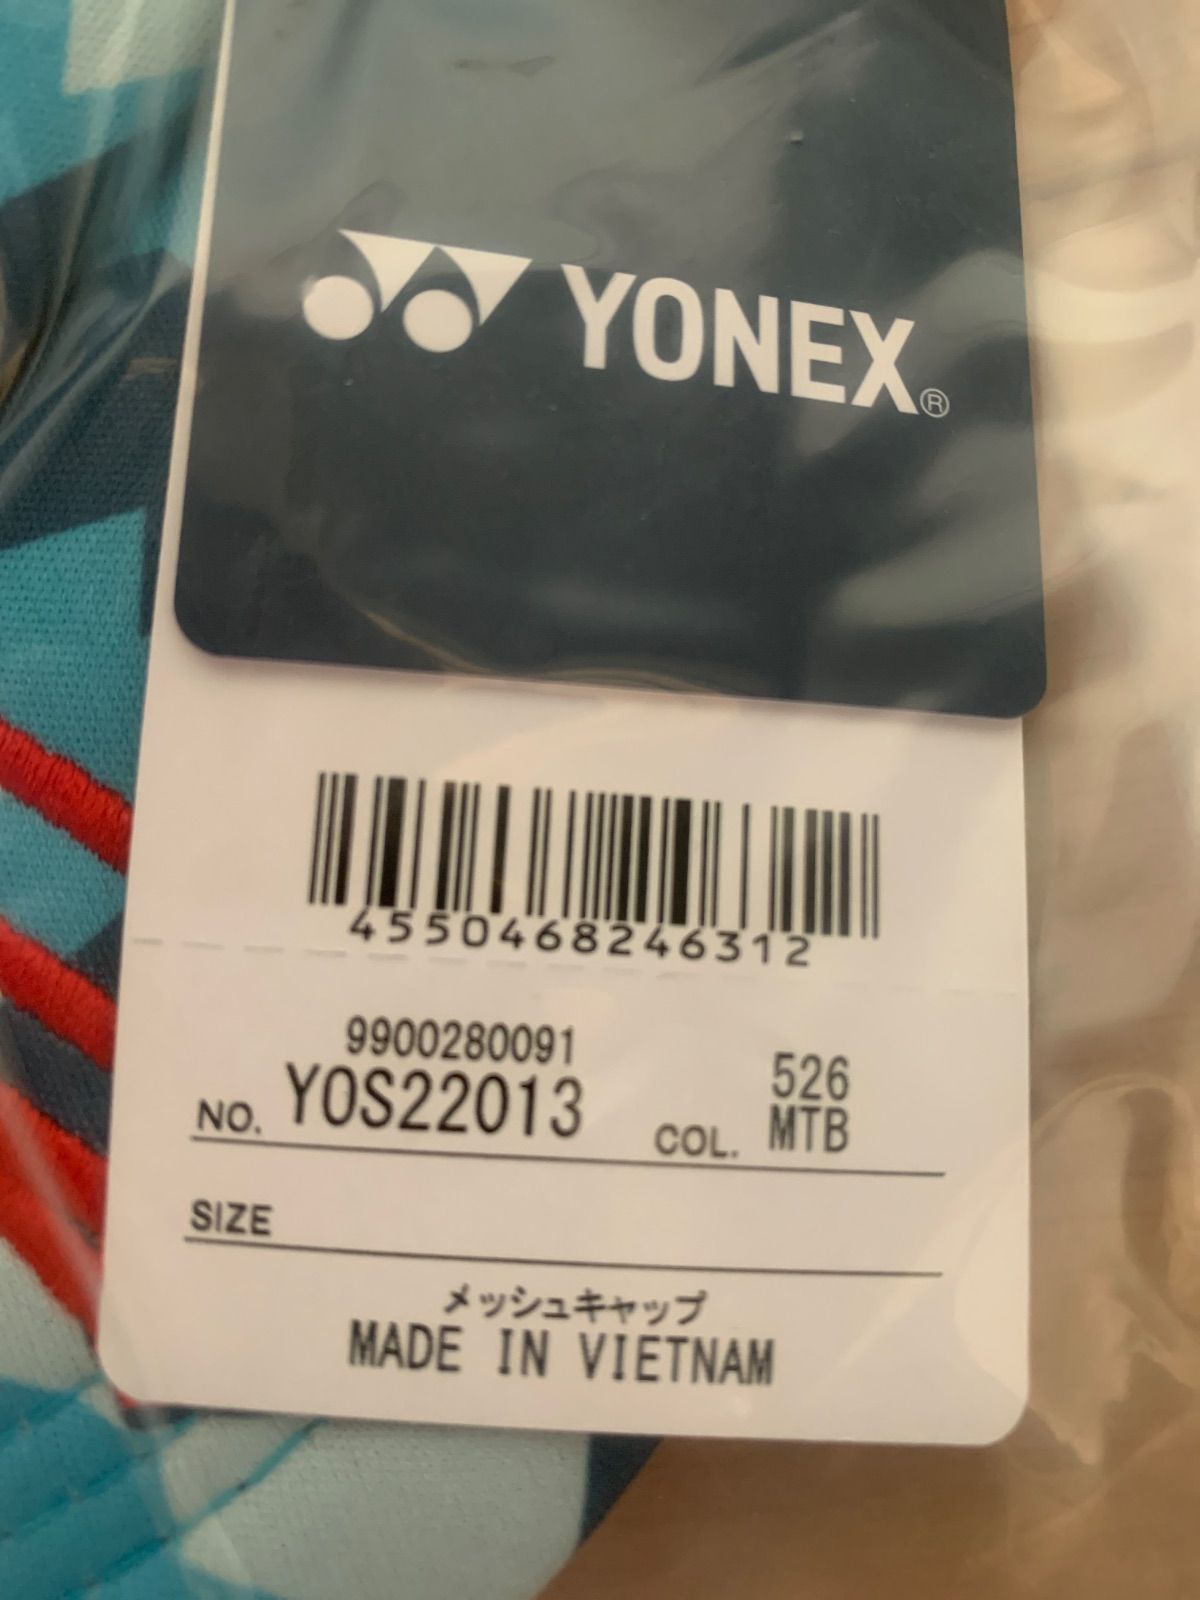 YONEX®
4550468246312
9900280091
NO. YOS22013
526
COL. MTB
SIZE
メッシュキャップ
MADE IN VIETNAM